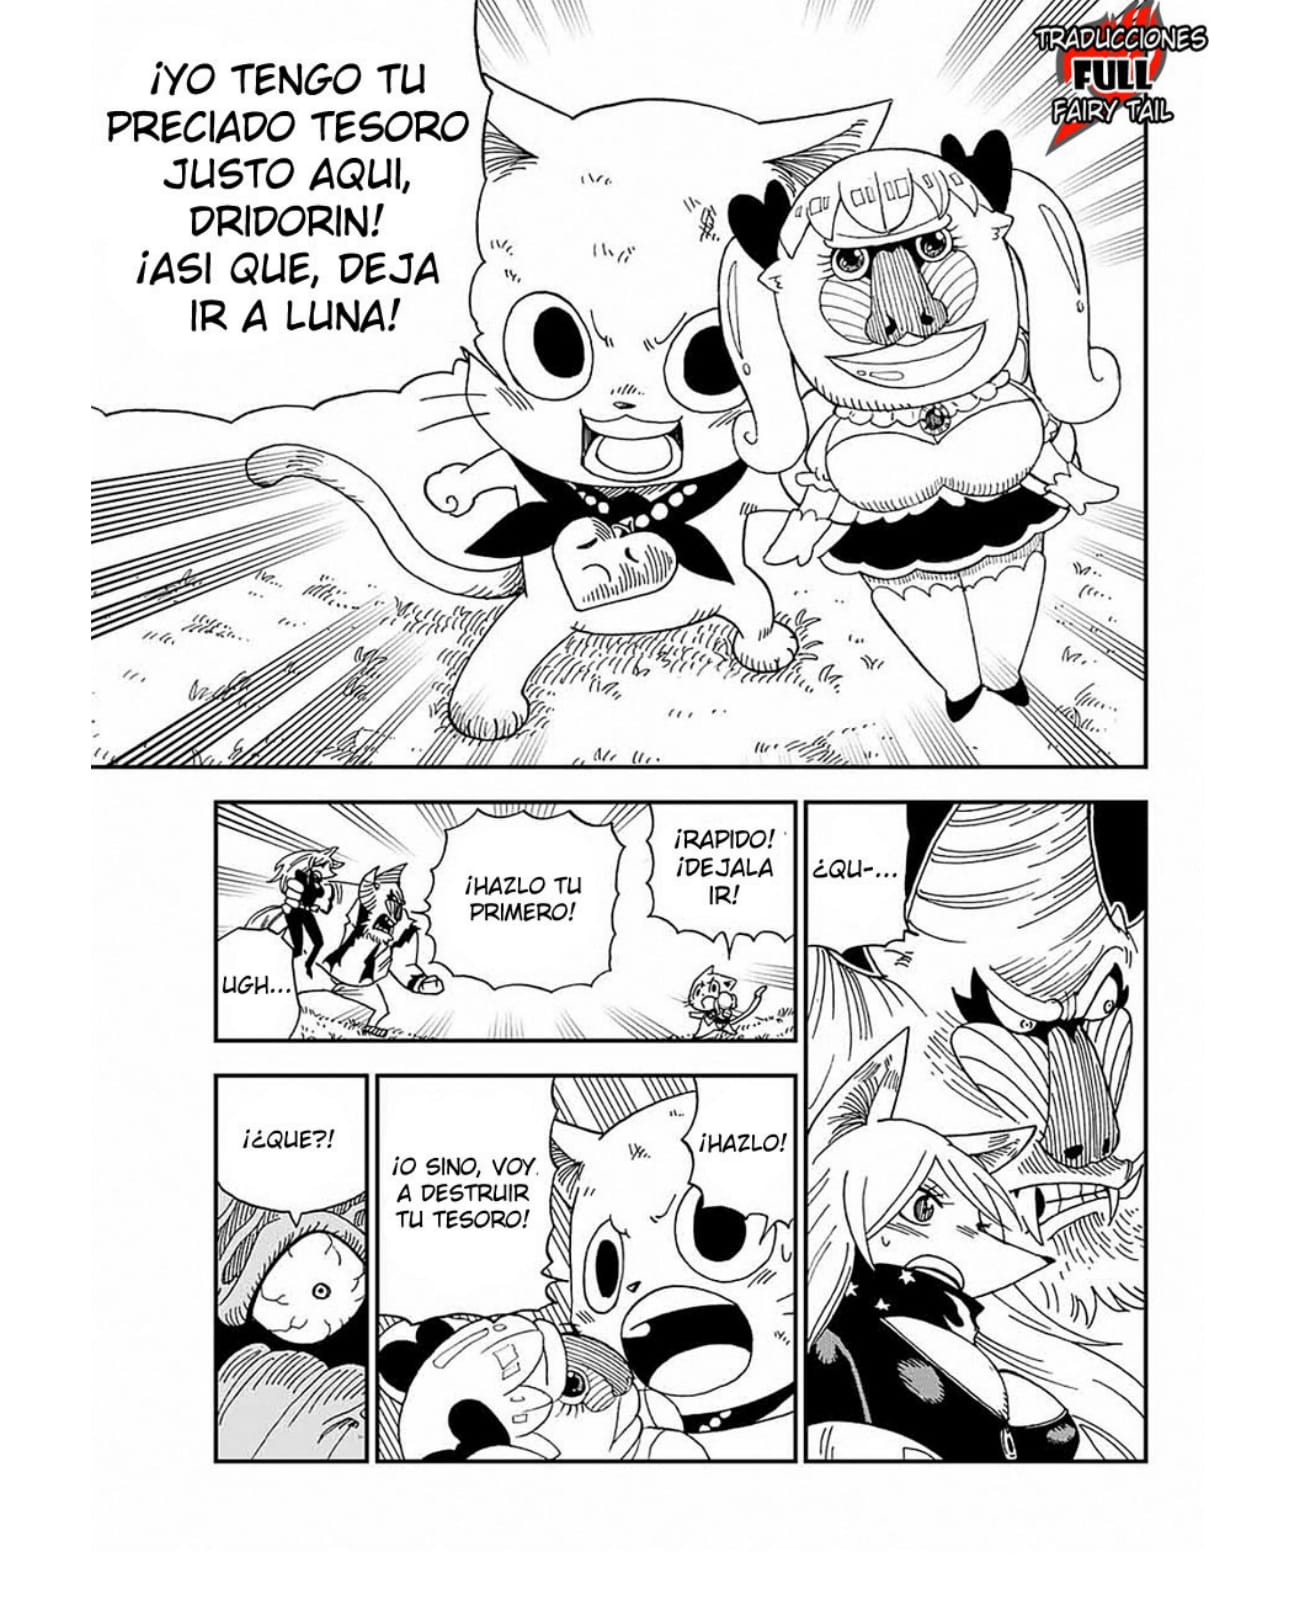 ¡YO TENGO TU
PRECIADO TESORO
JUSTO AQUI,
DRIDORIN!
¡ASI QUE, DEJA
IR A LUNA!
TRADUCCIONES
FULL
FAIRY TAIL
¿QU-...
¡RAPIDO!
¡DEJALA
IR!
¡HAZLO TU
PRIMERO!
UGH...
¡HAZLO!
¡O SINO, VOY
A DESTRUIR
TU TESORO!
¡¿QUE?!